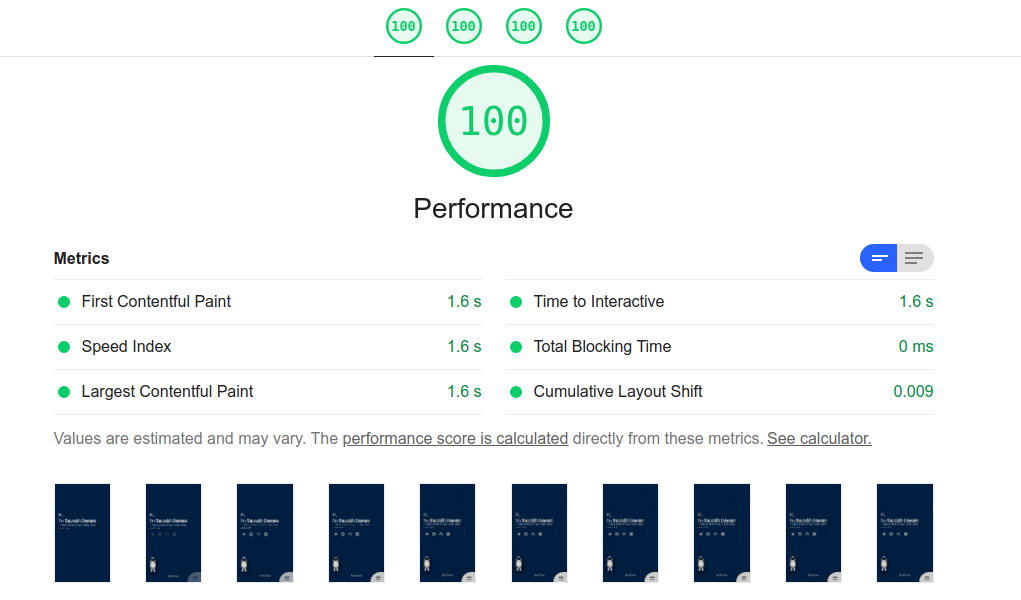 100 100 100 100
100
Performance
Metrics
First Contentful Paint 1.6 s Time to Interactive 1.6 s
Speed Index 1.6 s Total Blocking Time 0 ms
Largest Contentful Paint 1.6 s Cumulative Layout Shift 0.009
Values are estimated and may vary. The performance score is calculated directly from these metrics. See calculator.